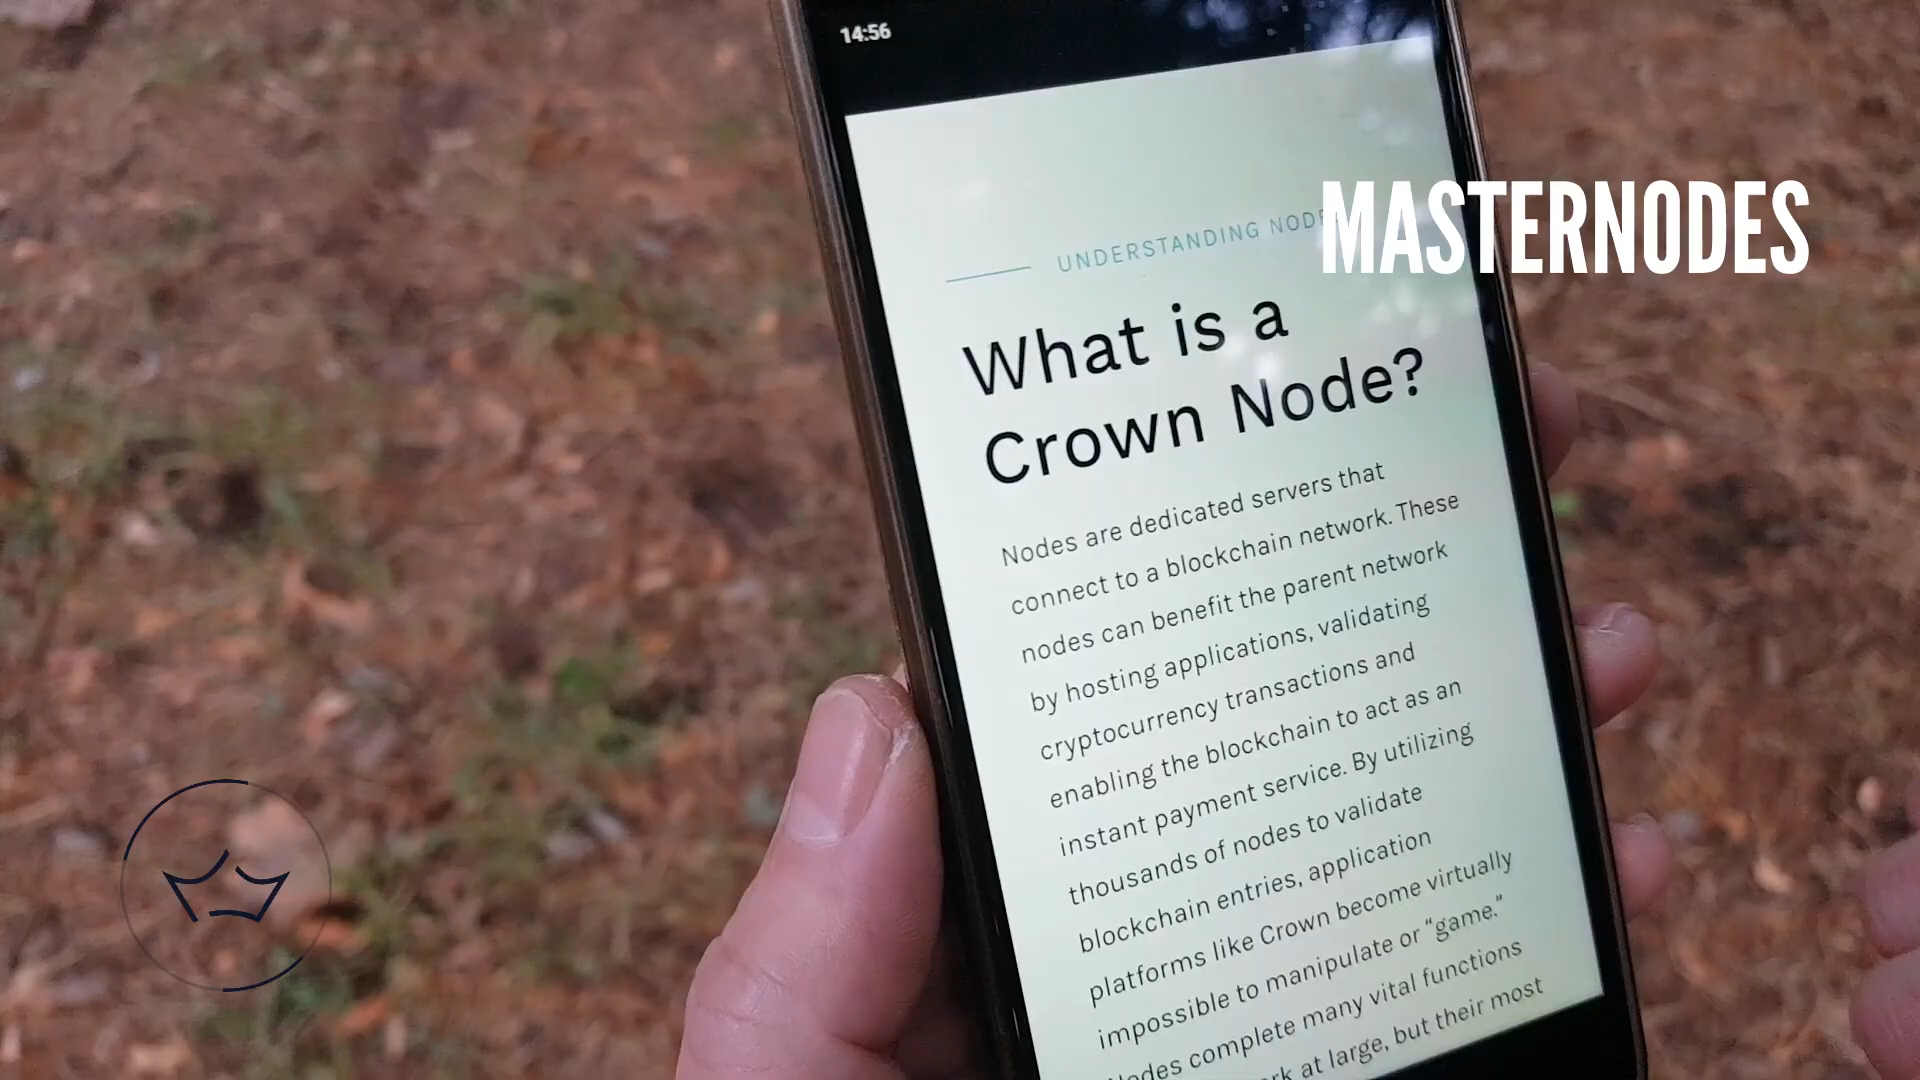 14:56
MASTERNODES
UNDERSTANDING
What is a
Crown Node?
Nodes are dedicated servers that
connect to a blockchain network. These
nodes can benefit the parent network
by hosting applications, validating
cryptocurrency transactions and
enabling the blockchain to act as an
instant payment service. By utilizing
thousands of nodes to validate
blockchain entries, application
platforms like Crown become virtually
impossible to manipulate or “game.”
Nodes complete many vital functions
at large, but their most